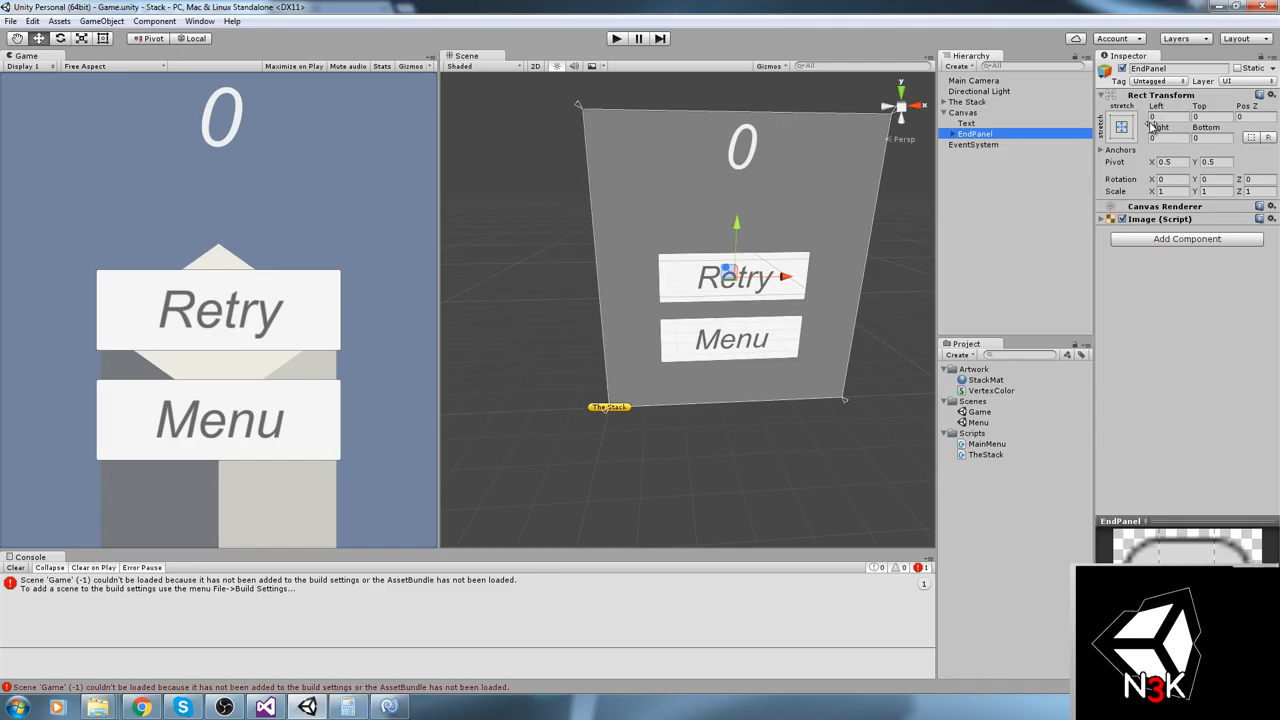 Unity Personal (64bit) - Game.unity - Stack - PC, Mac & Linux Standalone <DX11>
File Edit Assets GameObject Component Window Help
Pivot Local Account Layers Layout
Game
Display 1 Free Aspect Maximize on Play Mute audio Stats Gizmos
0
Retry
Menu
Scene
Shaded 2D Gizmos All
y
x
Persp
0
Retry
Menu
The Stack
Hierarchy
Create All
Main Camera
Directional Light
The Stack
Canvas
Text
EndPanel
EventSystem
Project
Create
Artwork
StackMat
VertexColor
Scenes
Game
Menu
Scripts
MainMenu
TheStack
Inspector
EndPanel Static
Tag Untagged Layer UI
Rect Transform
stretch Left Top Pos Z
stretch 0 0 0
Bottom
0 0 R
Anchors
Pivot X 0.5 Y 0.5
Rotation X 0 Y 0 Z 0
Scale X 1 Y 1 Z 1
Canvas Renderer
Image (Script)
Add Component
EndPanel
Console
Clear Collapse Clear on Play Error Pause 0 0 1
Scene 'Game' (-1) couldn't be loaded because it has not been added to the build settings or the AssetBundle has not been loaded.
To add a scene to the build settings use the menu File->Build Settings...
1
Scene 'Game' (-1) couldn't be loaded because it has not been added to the build settings or the AssetBundle has not been loaded.
N3K